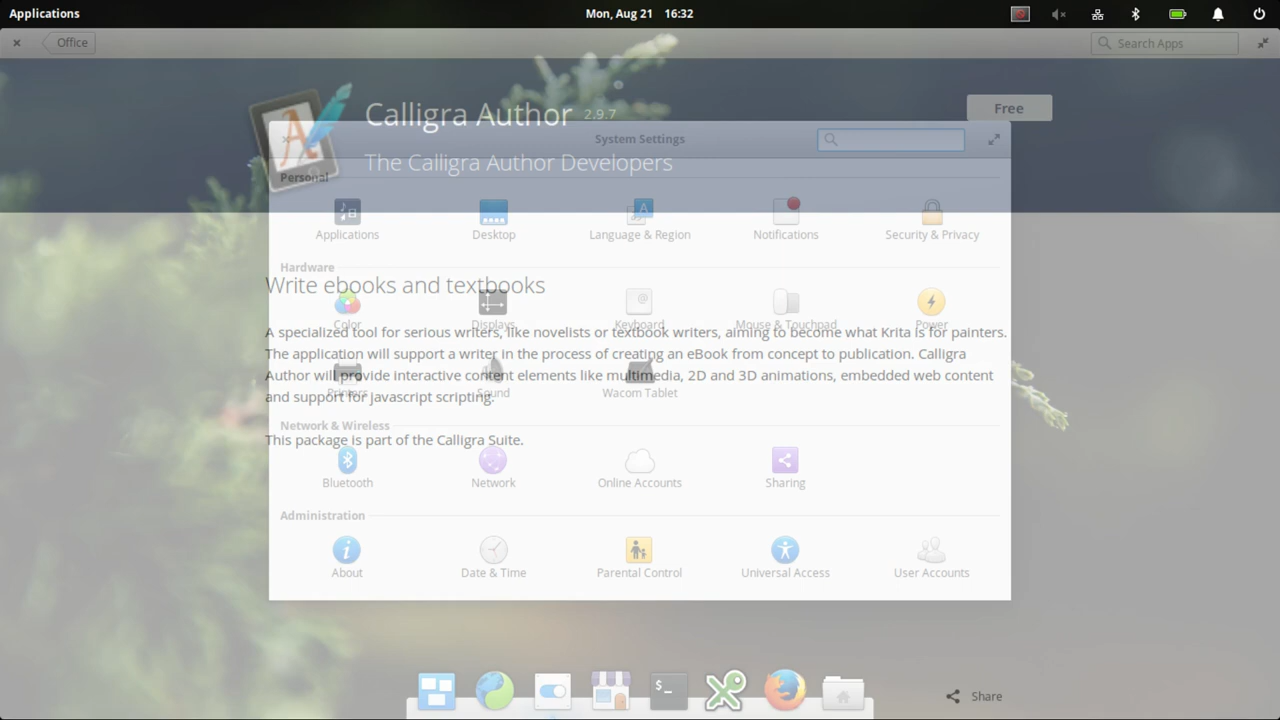 Applications
Mon, Aug 21 16:32
Office
Search Apps
Calligra Author 2.9.7
Free
System Settings
The Calligra Author Developers
Personal
Applications
Desktop
Language & Region
Notifications
Security & Privacy
Hardware
Write ebooks and textbooks
Color
Displays
Keyboard
Mouse & Touchpad
Power
A specialized tool for serious writers, like novelists or textbook writers, aiming to become what Krita is for painters.
The application will support a writer in the process of creating an eBook from concept to publication. Calligra
Author will provide interactive content elements like multimedia, 2D and 3D animations, embedded web content
Printers
Sound
Wacom Tablet
and support for javascript scripting.
Network & Wireless
This package is part of the Calligra Suite.
Bluetooth
Network
Online Accounts
Sharing
Administration
About
Date & Time
Parental Control
Universal Access
User Accounts
$_
Share